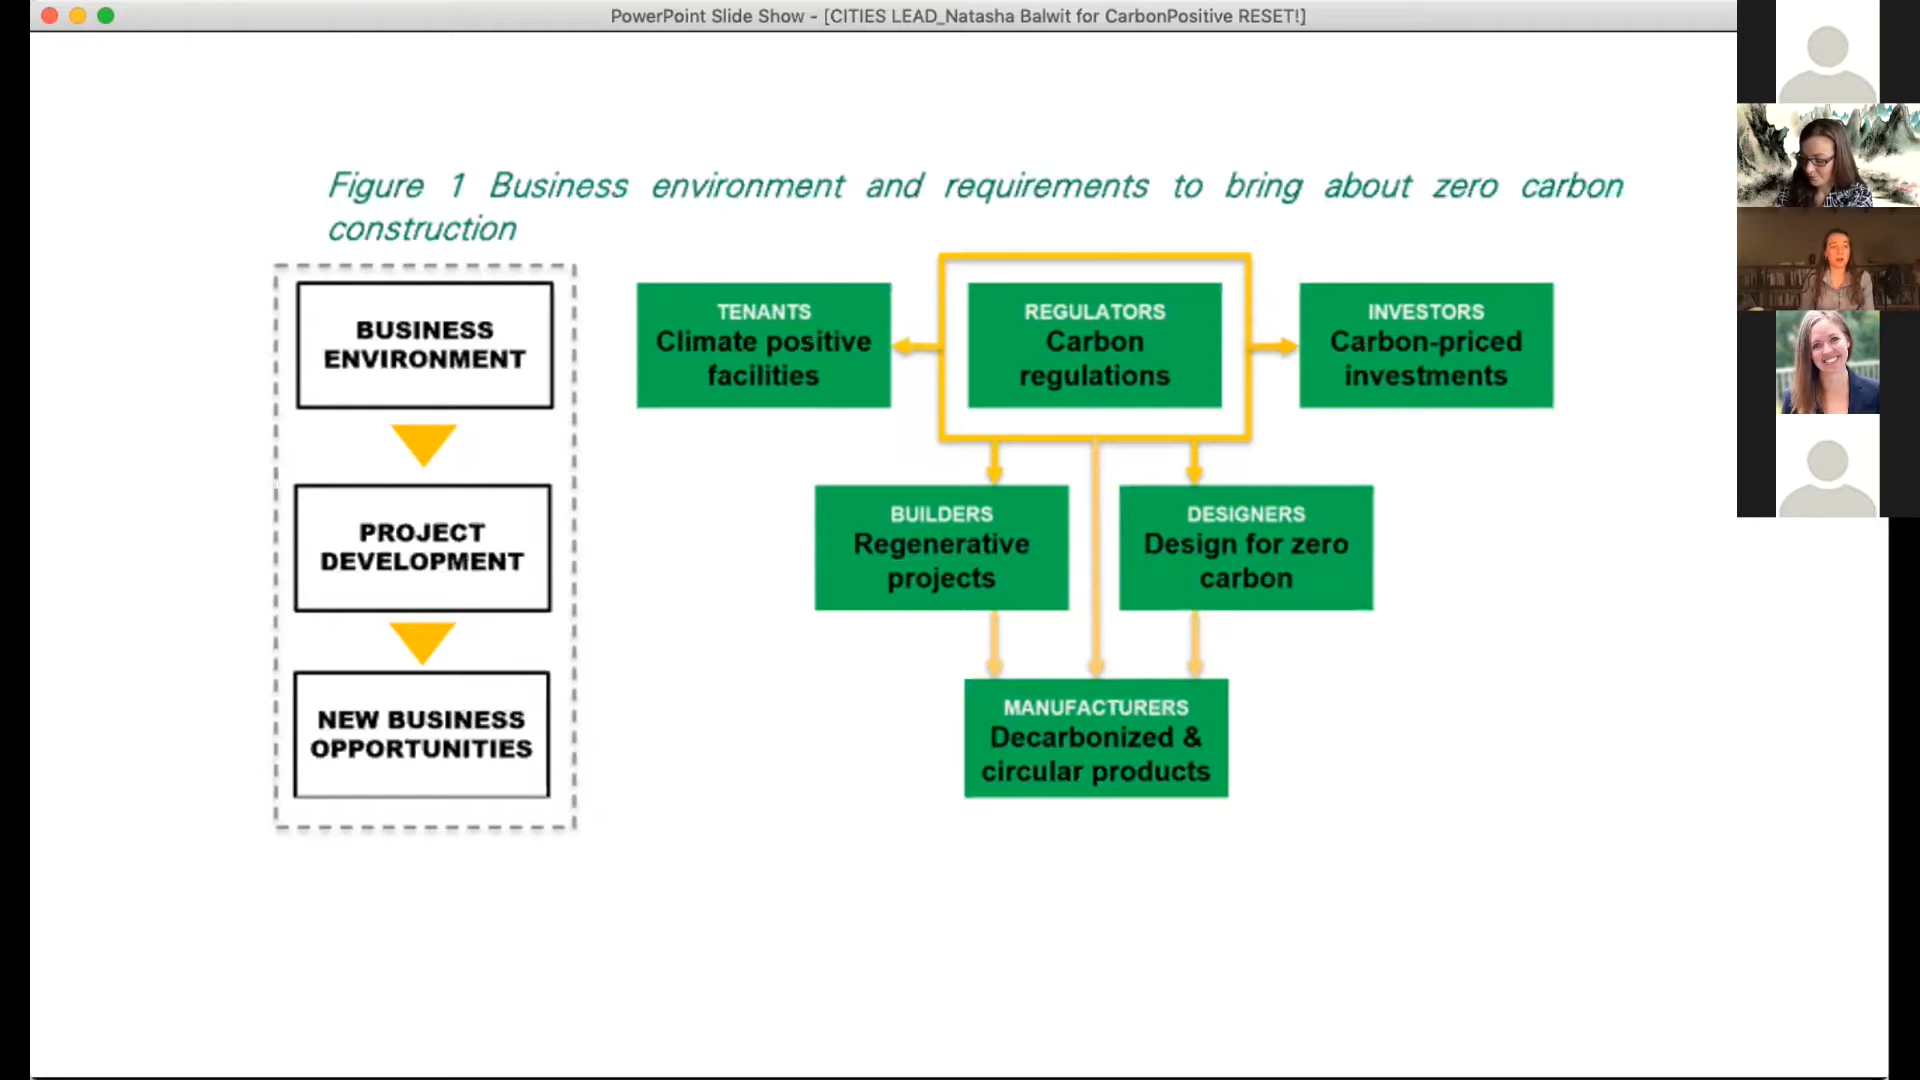 PowerPoint Slide Show - [CITIES LEAD_Natasha Balwit for CarbonPositive RESET!]
Figure 1 Business environment and requirements to bring about zero carbon
construction
BUSINESS
ENVIRONMENT
PROJECT
DEVELOPMENT
NEW BUSINESS
OPPORTUNITIES
TENANTS
Climate positive
facilities
REGULATORS
Carbon
regulations
INVESTORS
Carbon-priced
investments
BUILDERS
Regenerative
projects
DESIGNERS
Design for zero
carbon
MANUFACTURERS
Decarbonized &
circular products